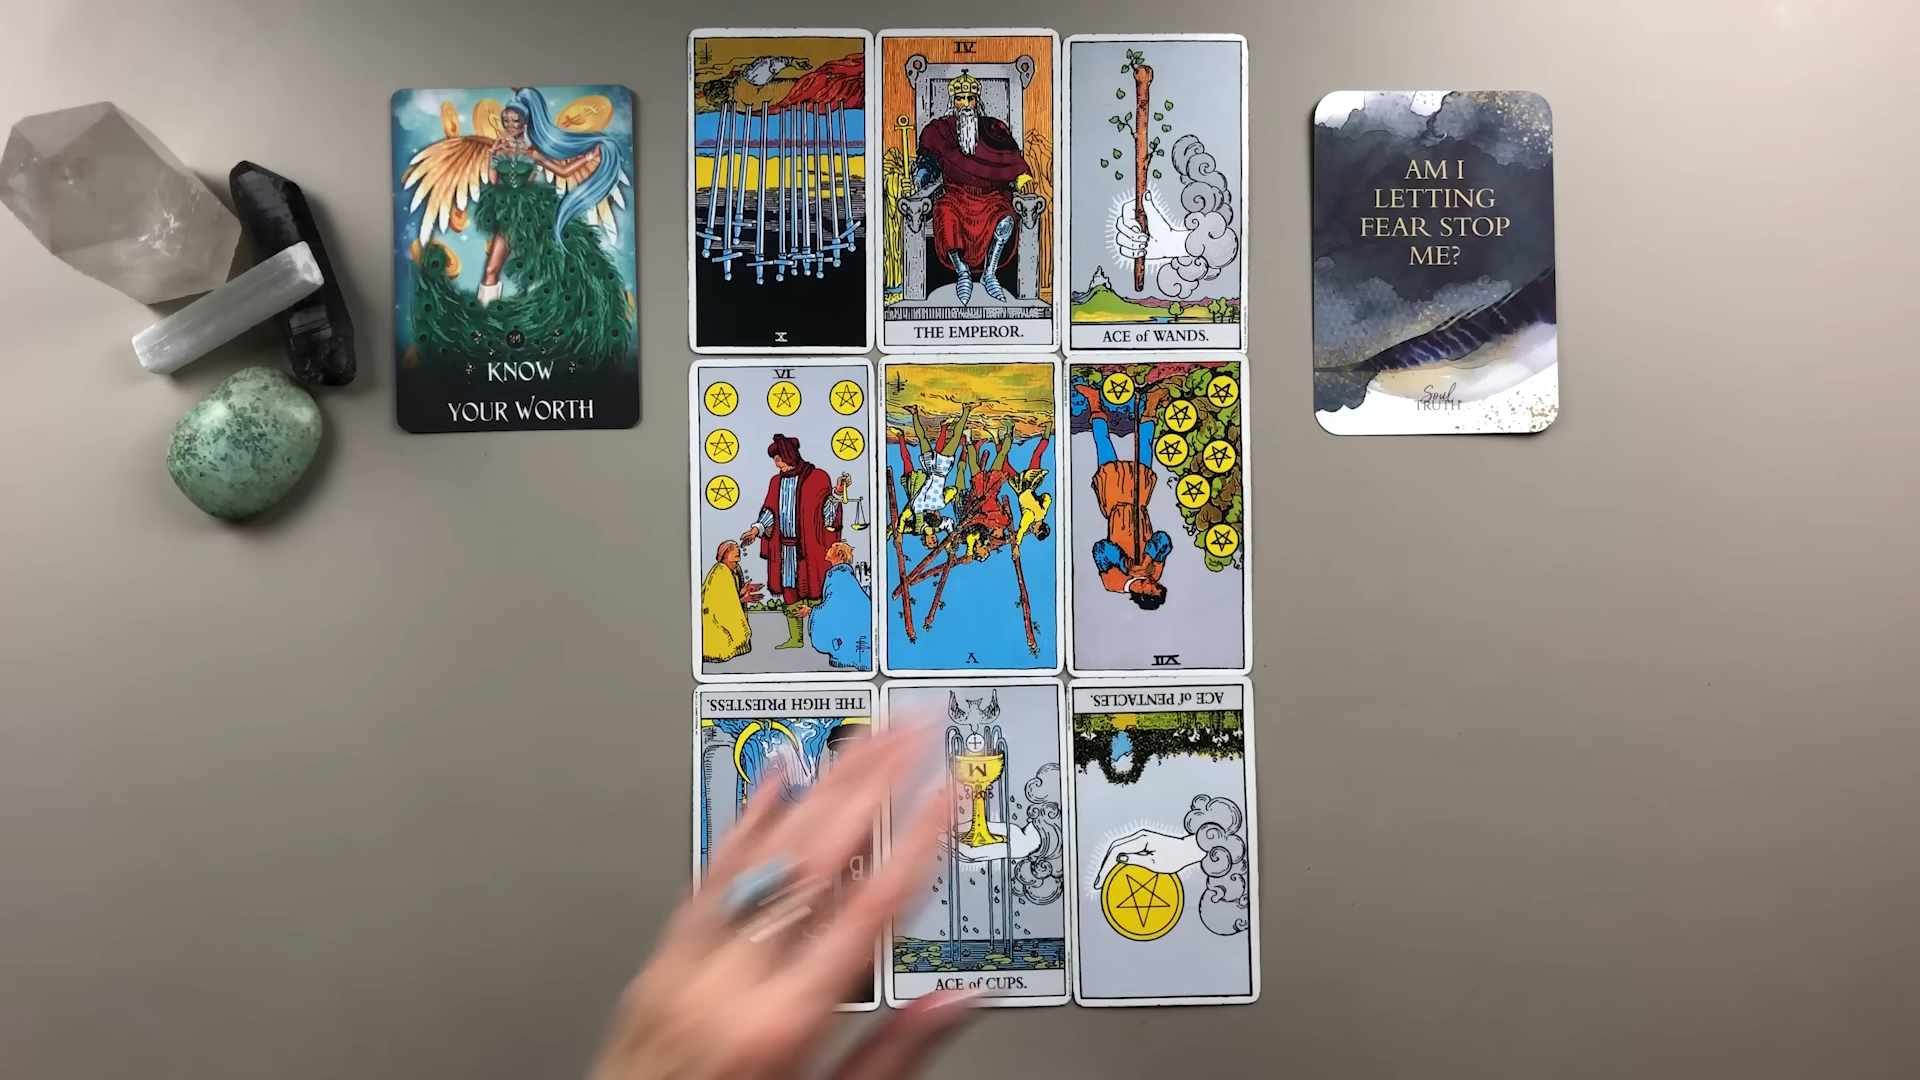 IV
THE EMPEROR.
ACE of WANDS.
X
KNOW
YOUR WORTH
AM I
LETTING
FEAR STOP
ME?
Soul
TRUTH
VI
V
VII
THE HIGH PRIESTESS.
B
ACE of CUPS.
ACE of PENTACLES.